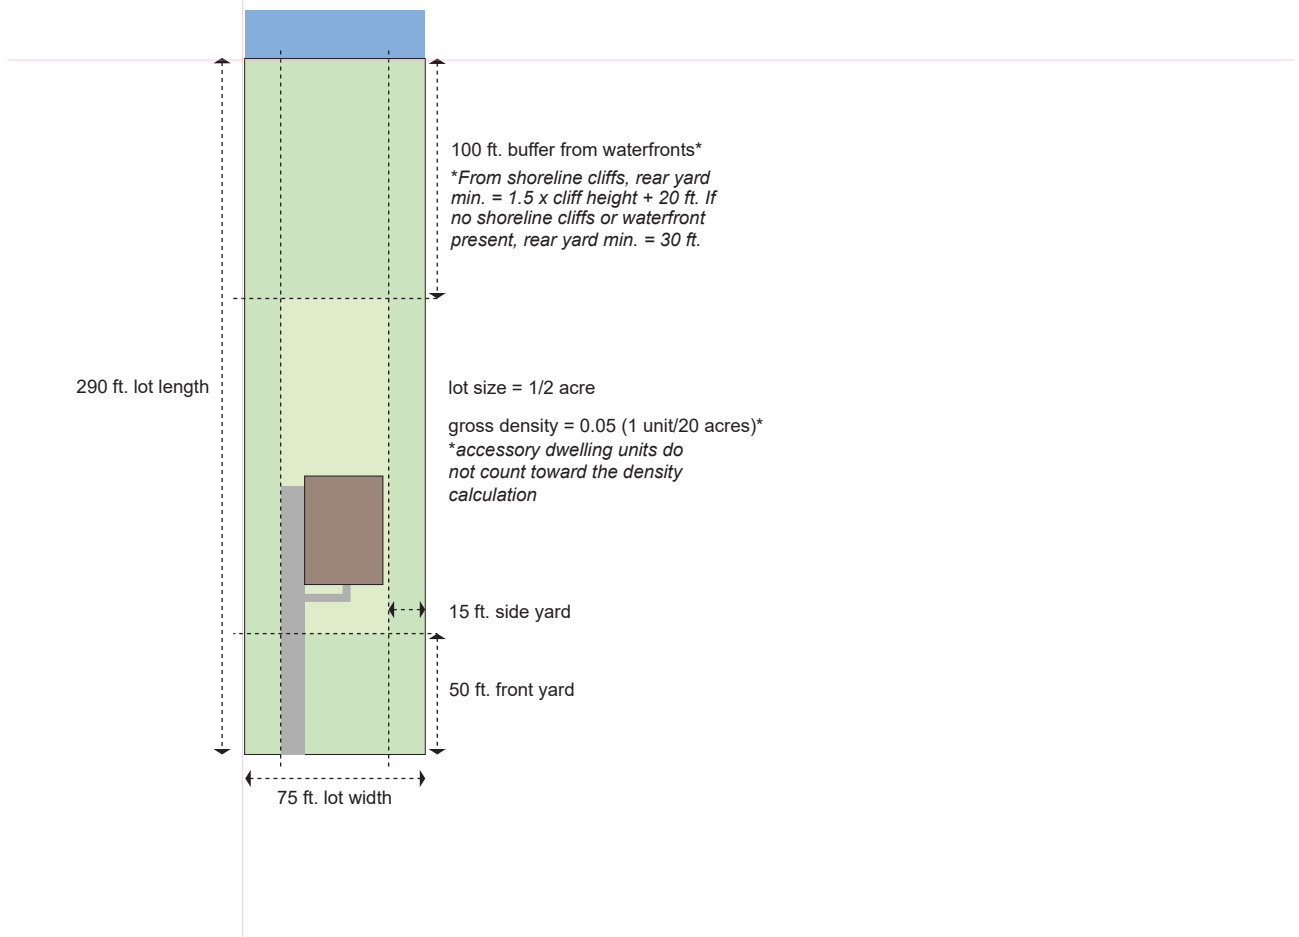 100 ft. buffer from waterfronts*
*From shoreline cliffs, rear yard
min. = 1.5 x cliff height + 20 ft. If
no shoreline cliffs or waterfront
present, rear yard min. = 30 ft.
290 ft. lot length
lot size = 1/2 acre
gross density = 0.05 (1 unit/20 acres)*
*accessory dwelling units do
not count toward the density
calculation
15 ft. side yard
50 ft. front yard
75 ft. lot width